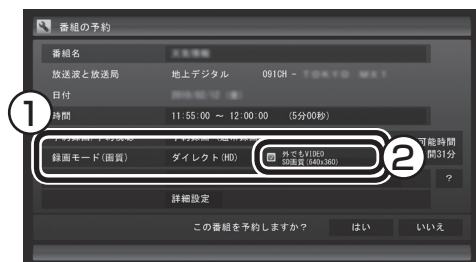 番組の予約
番組名
放送波と放送局 地上デジタル 091CH -
日付
① 時間 11:55:00 ～ 12:00:00 (5分00秒)
可能時間
録画モード(画質) ダイレクト(HD) 外でもVIDEO ② 間31分
SD画質(640x360)
?
詳細設定
この番組を予約しますか? はい いいえ